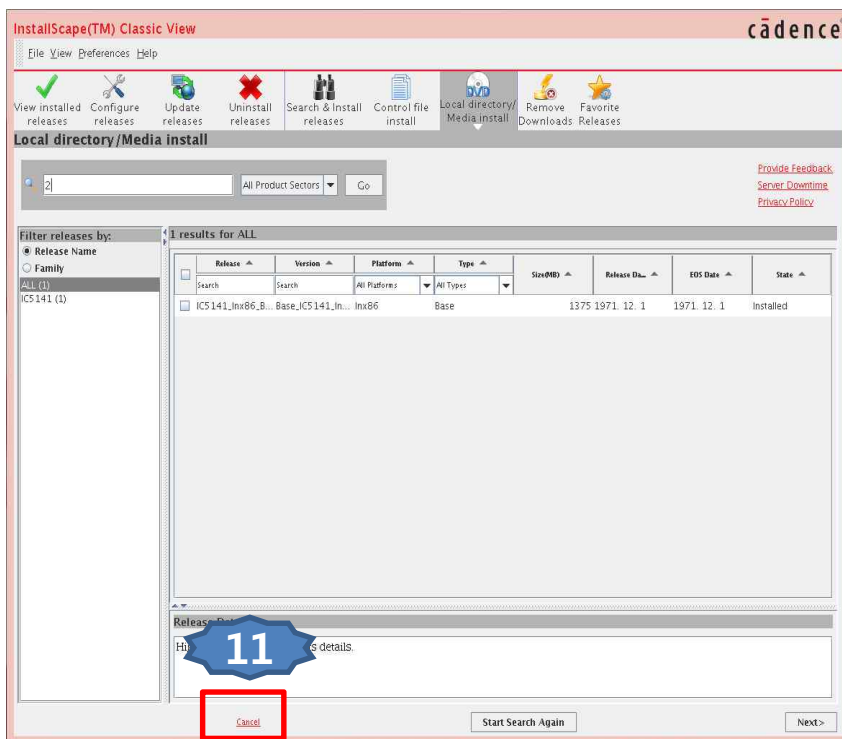 InstallScape(TM) Classic View
cādence
File View Preferences Help
View installed releases
Configure releases
Update releases
Uninstall releases
Search & Install releases
Control file install
DVD
Local directory/ Media install
Remove Downloads
Favorite Releases
Local directory/Media install
2
All Product Sectors
Go
Provide Feedback
Server Downtime
Privacy Policy
Filter releases by:
Release Name
Family
ALL (1)
IC5141 (1)
1 results for ALL
Release Version Platform Type Size(MB) Release Da... EOS Date State
Search Search All Platforms All Types
IC5141_lnx86_B... Base_IC5141_ln... lnx86 Base 1375 1971. 12. 1 1971. 12. 1 Installed
11
details.
Cancel
Start Search Again
Next>